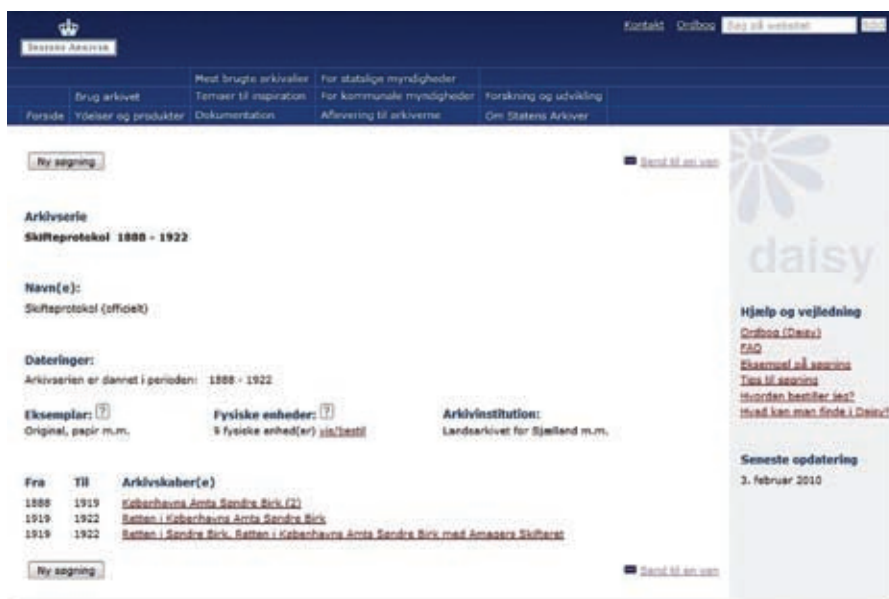 Kontakt Ordbog Søg på websitet
STATENS ARKIVER
Mest brugte arkivalier For statslige myndigheder
Brug arkivet Temaer til inspiration For kommunale myndigheder Forskning og udvikling
Forside Ydelser og produkter Dokumentation Aflevering til arkiverne Om Statens Arkiver
Ny søgning
Send til en ven
Arkivserie
Skifteprotokol 1888 - 1922
daisy
Navn(e):
Skifteprotokol (officielt)
Hjælp og vejledning
Ordbog (Daisy)
FAQ
Eksempel på søgning
Tips til søgning
Hvordan bestiller jeg?
Hvad kan man finde i Daisy?
Dateringer:
Arkivserien er dannet i perioden: 1888 - 1922
Eksemplar: ? Fysiske enheder: ? Arkivinstitution:
Original, papir m.m. 9 fysiske enhed(er) vis/bestil Landsarkivet for Sjælland m.m.
Seneste opdatering
3. februar 2010
Fra Til Arkivskaber(e)
1888 1919 Københavns Amts Søndre Birk (2)
1919 1922 Retten i Københavns Amts Søndre Birk
1919 1922 Retten i Søndre Birk, Retten i Københavns Amts Søndre Birk med Amagers Skifteret
Ny søgning
Send til en ven